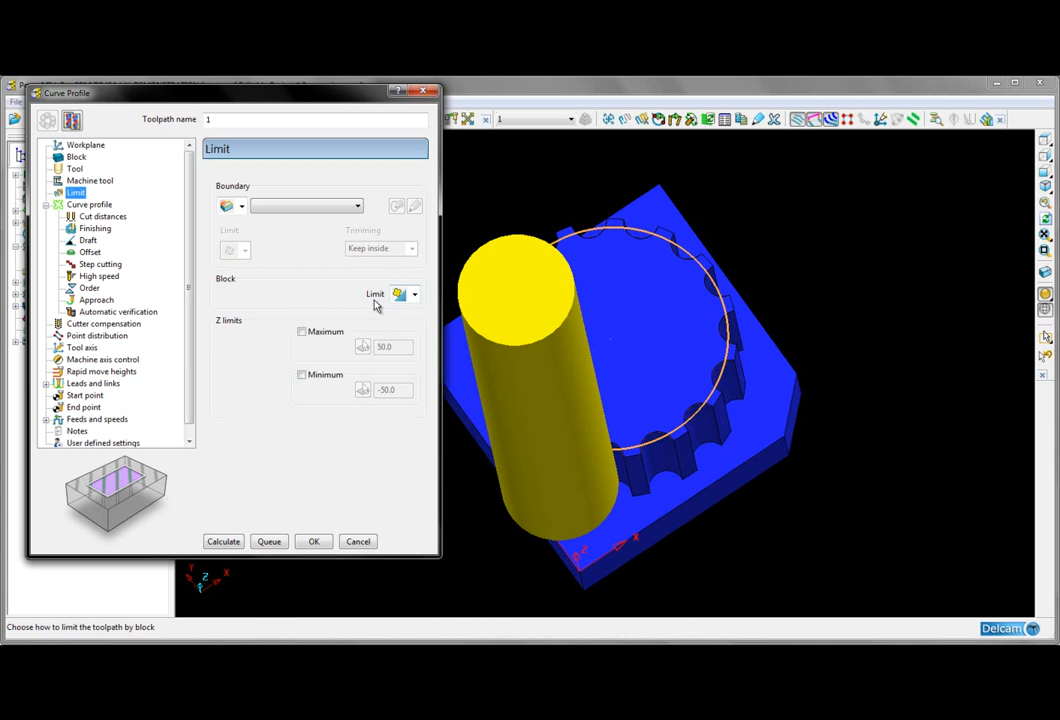 Curve Profile
?
File
Toolpath name
1
1
Limit
Workplane
Block
Tool
Machine tool
Limit
Curve profile
Cut distances
Finishing
Draft
Offset
Step cutting
High speed
Order
Approach
Automatic verification
Cutter compensation
Point distribution
Tool axis
Machine axis control
Rapid move heights
Leads and links
Start point
End point
Feeds and speeds
Notes
User defined settings
Boundary
Limit
Trimming
Keep inside
Block
Limit
Z limits
Maximum
50.0
Minimum
-50.0
Calculate
Queue
OK
Cancel
Z
X
Y
Z
X
Choose how to limit the toolpath by block
Delcam